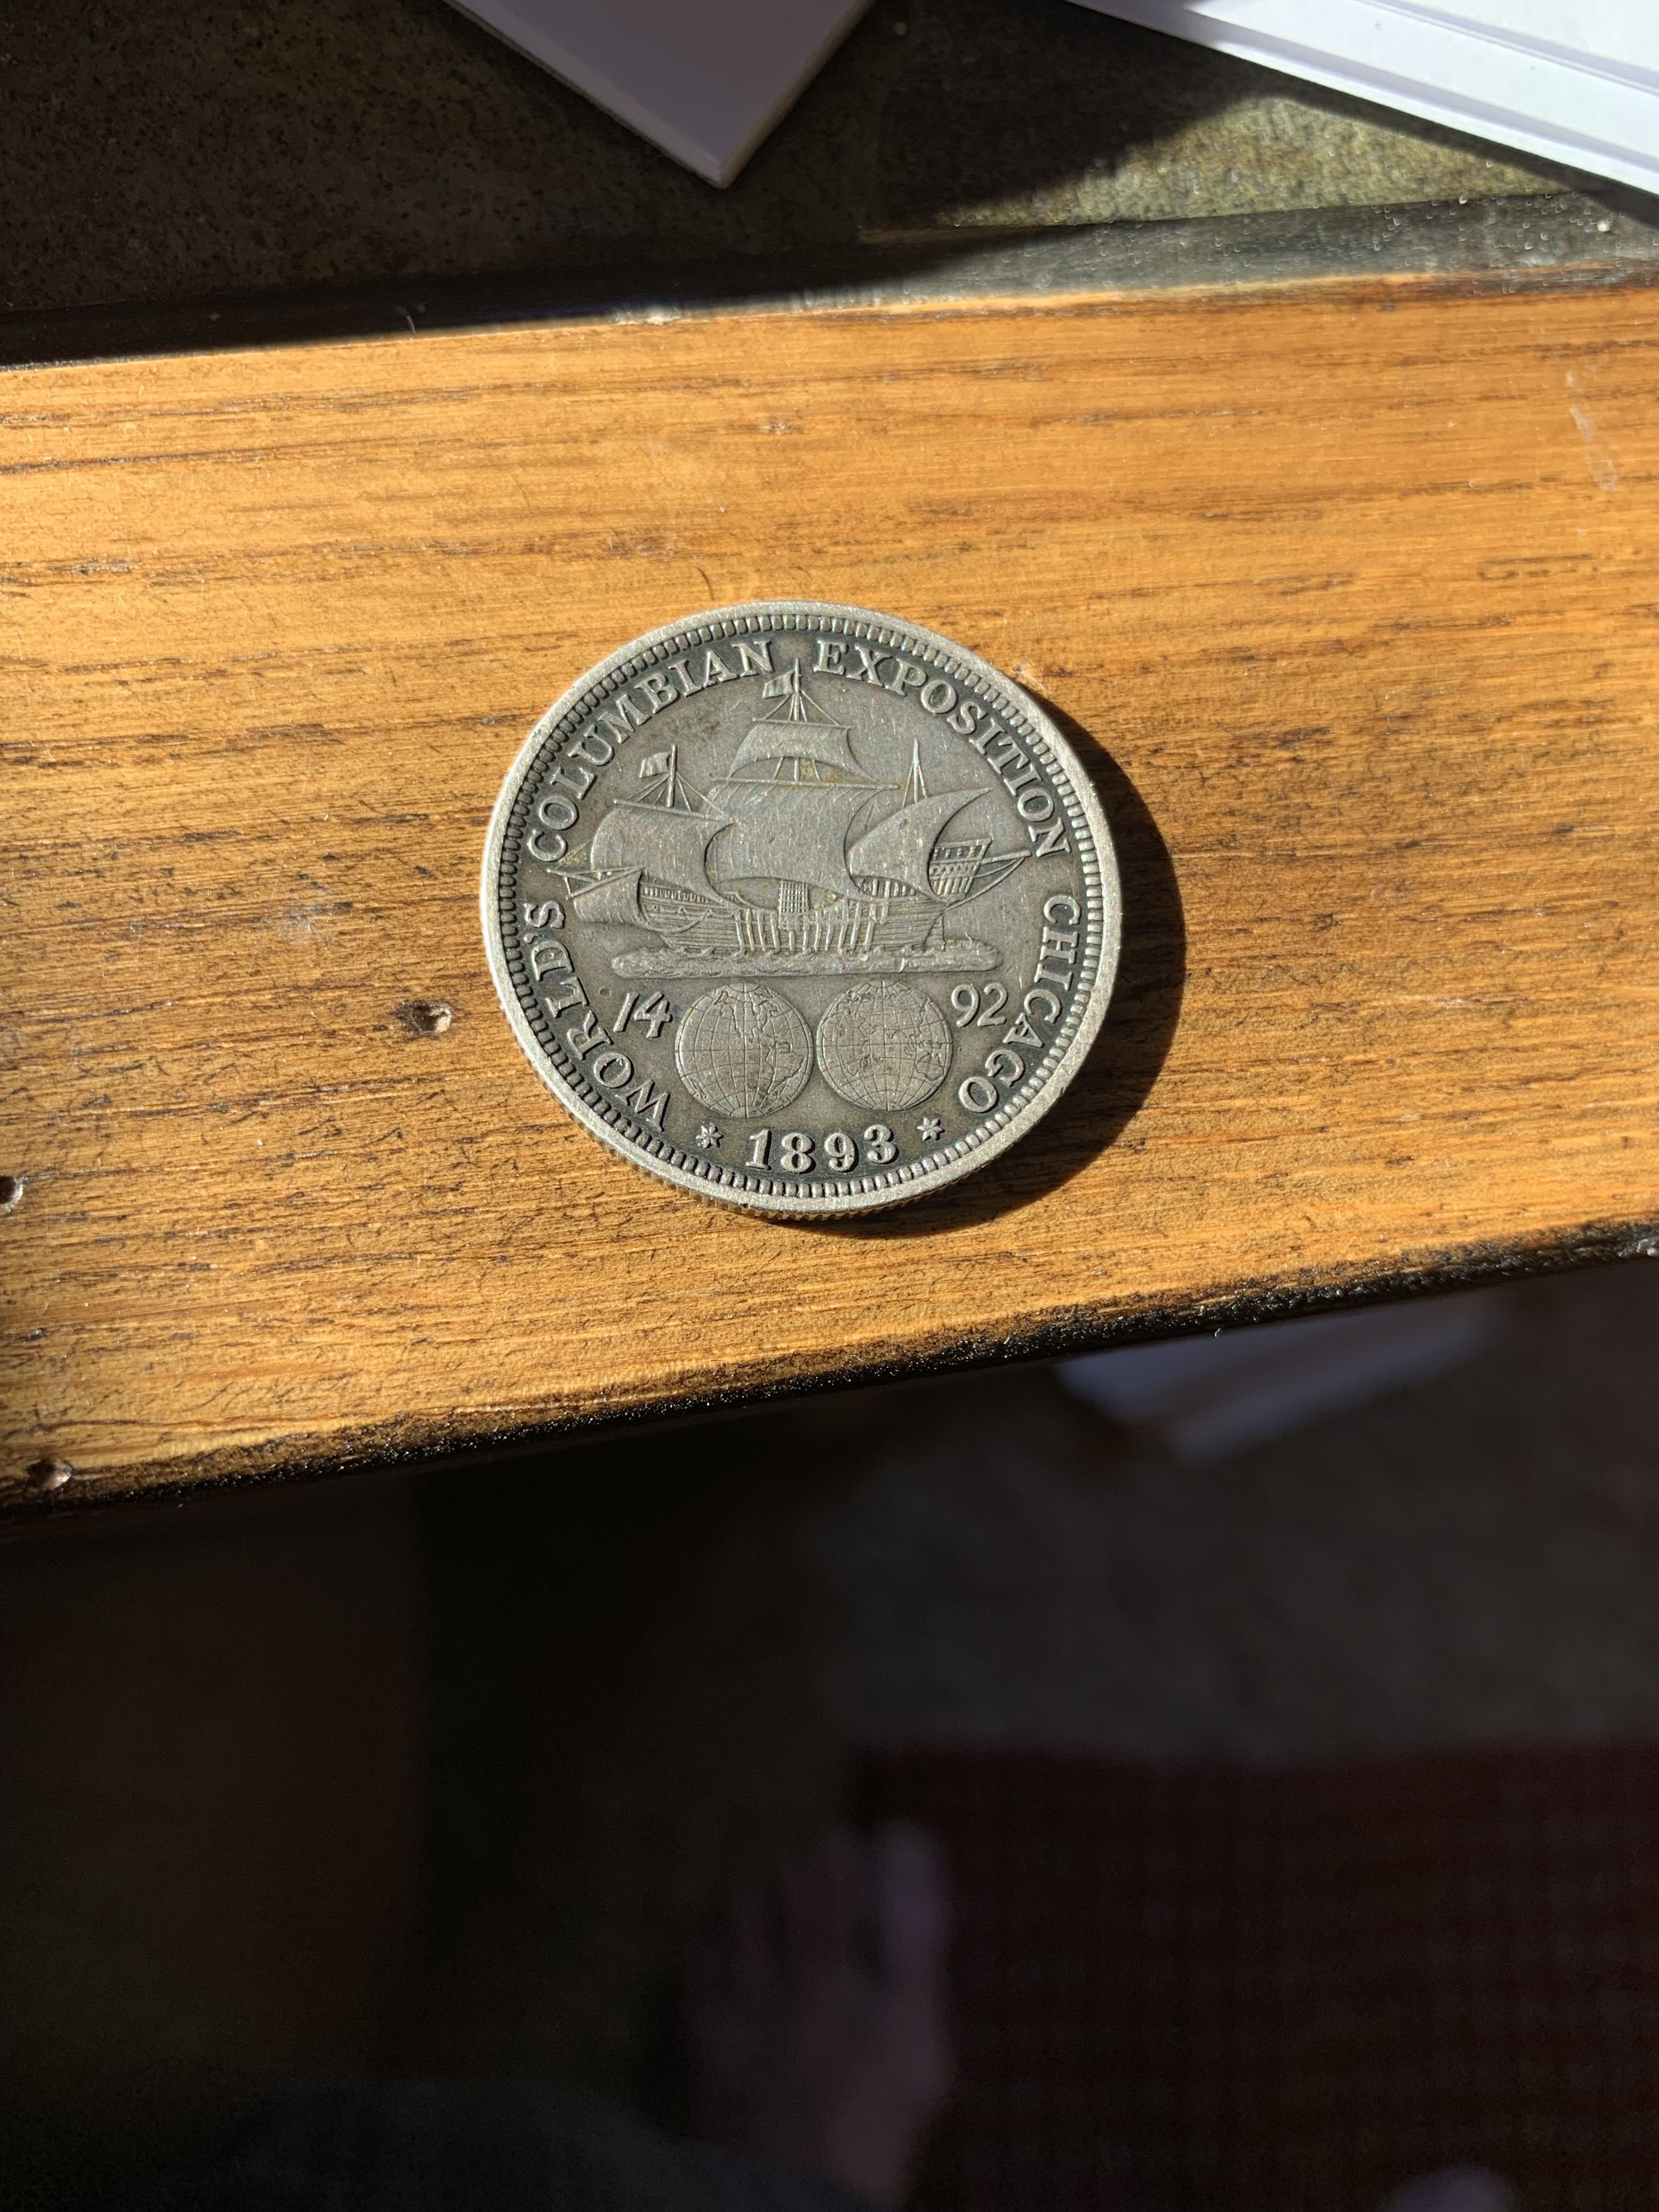 WORLD'S COLUMBIAN EXPOSITION CHICAGO
14 92
* 1893 *